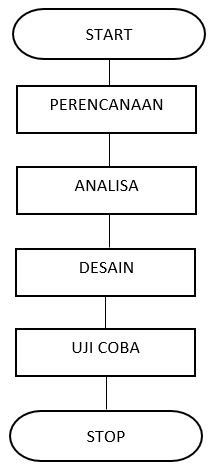 START
PERENCANAAN
ANALISA
DESAIN
UJI COBA
STOP